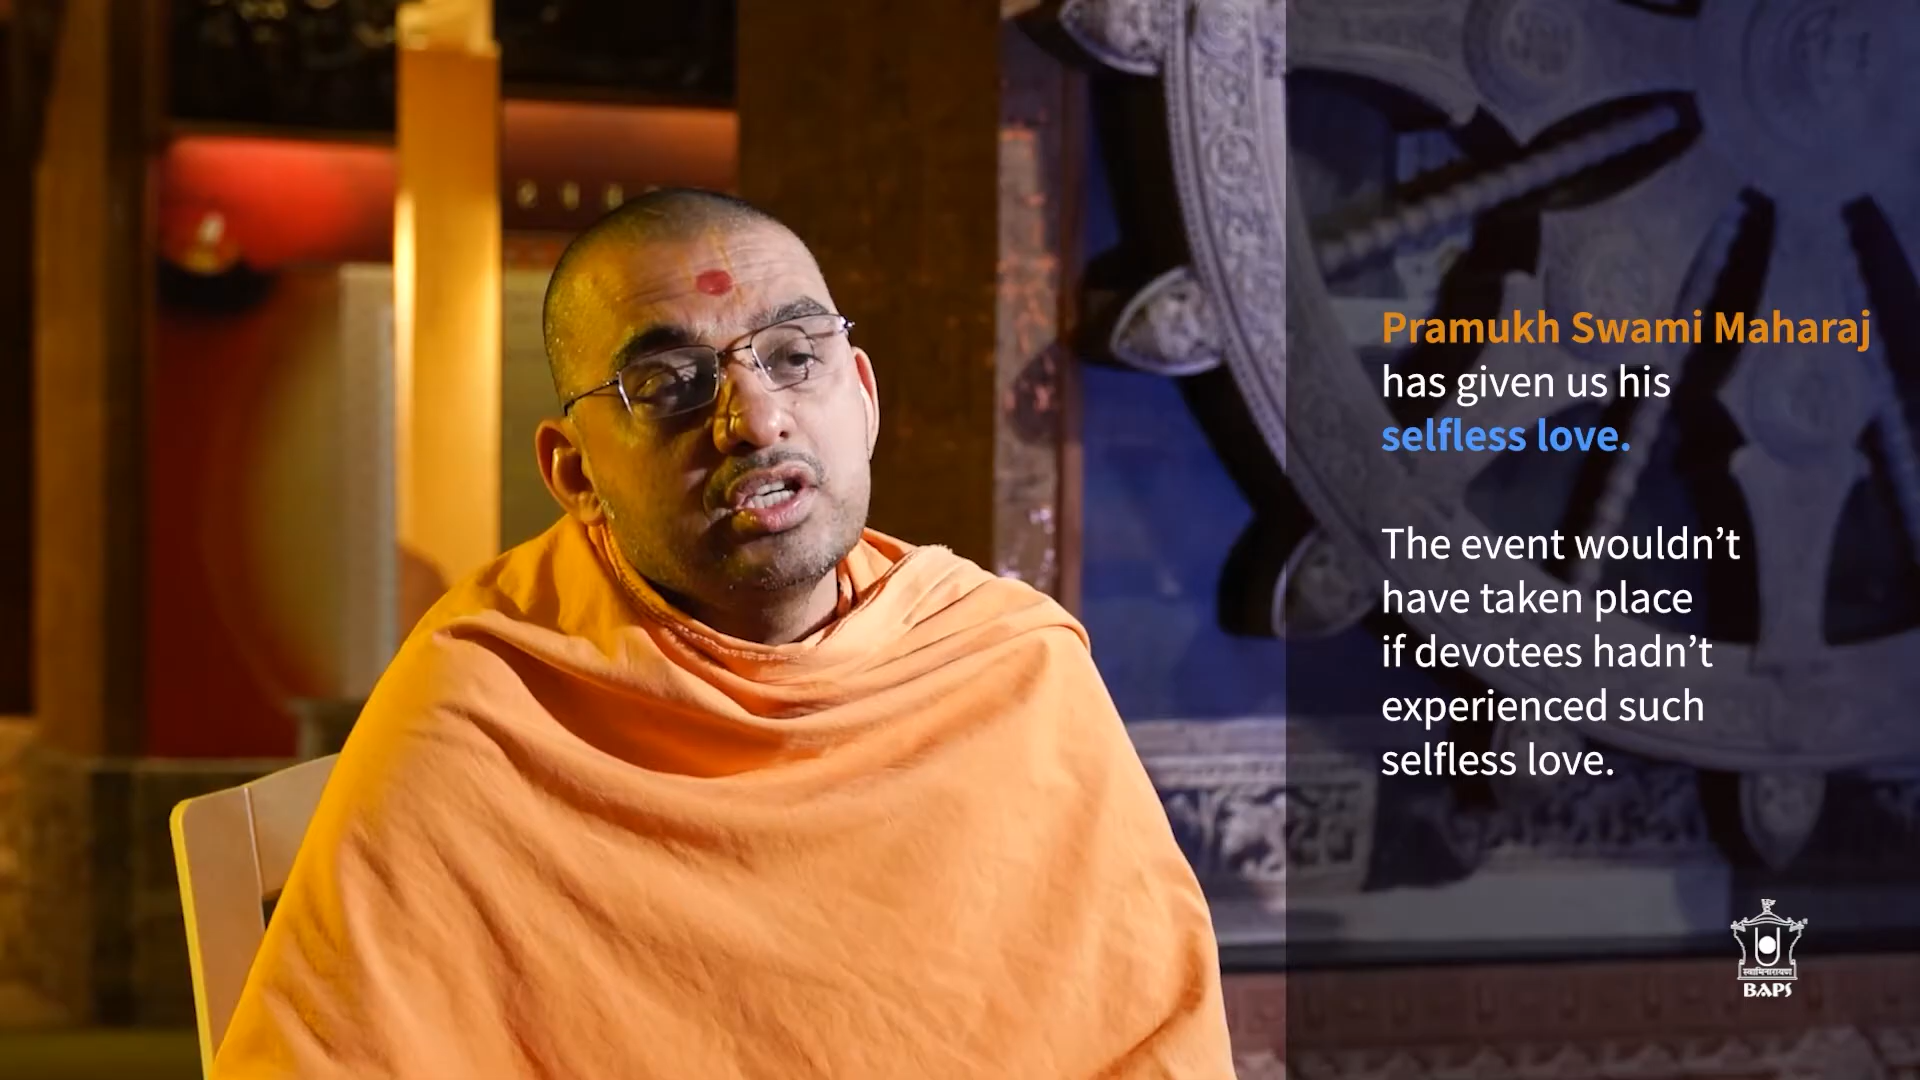 Pramukh Swami Maharaj
has given us his
selfless love.
The event wouldn’t
have taken place
if devotees hadn’t
experienced such
selfless love.
स्वामिनारायण
BAPS